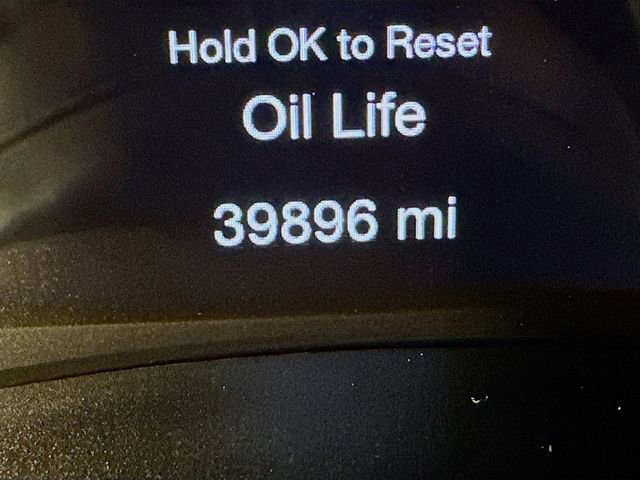 Hold OK to Reset
Oil Life
39896 mi